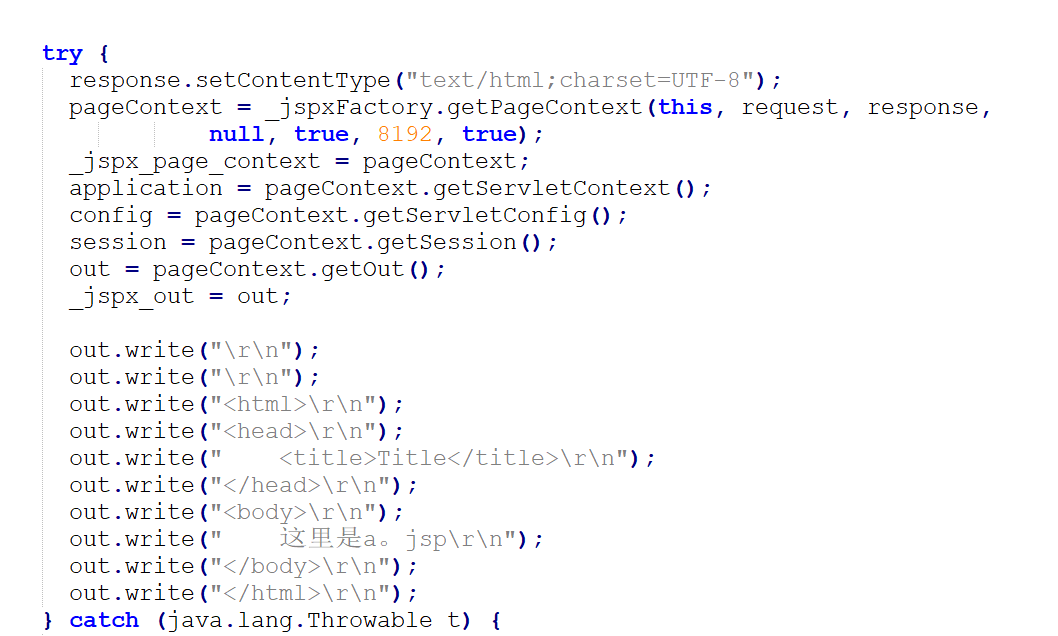 try {
response.setContentType("text/html;charset=UTF-8");
pageContext = _jspxFactory.getPageContext(this, request, response,
null, true, 8192, true);
_jspx_page_context = pageContext;
application = pageContext.getServletContext();
config = pageContext.getServletConfig();
session = pageContext.getSession();
out = pageContext.getOut();
_jspx_out = out;
out.write("\r\n");
out.write("\r\n");
out.write("<html>\r\n");
out.write("<head>\r\n");
out.write("    <title>Title</title>\r\n");
out.write("</head>\r\n");
out.write("<body>\r\n");
out.write("    这里是a。jsp\r\n");
out.write("</body>\r\n");
out.write("</html>\r\n");
} catch (java.lang.Throwable t) {